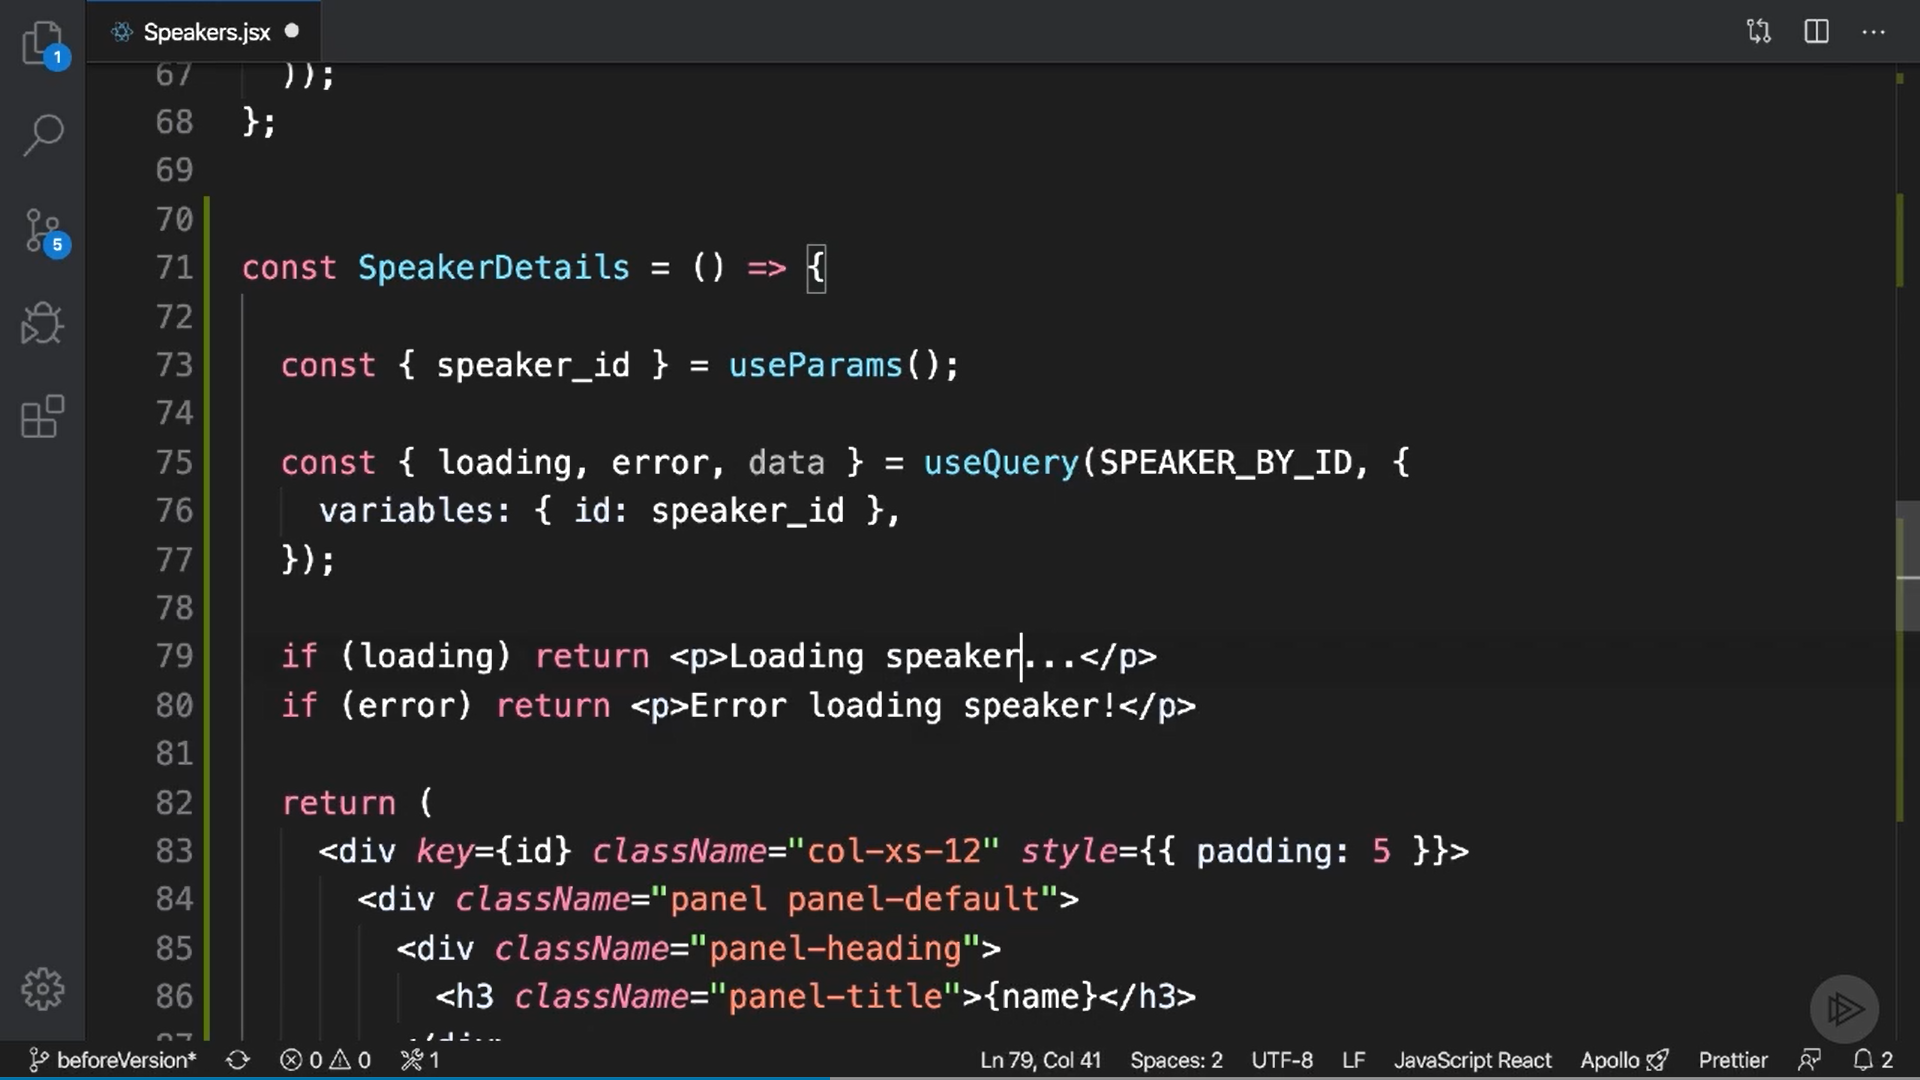 1
Speakers.jsx
67 ));
68 };
69
70
5
71 const SpeakerDetails = () => {
72
73 const { speaker_id } = useParams();
74
75 const { loading, error, data } = useQuery(SPEAKER_BY_ID, {
76 variables: { id: speaker_id },
77 });
78
79 if (loading) return <p>Loading speaker...</p>
80 if (error) return <p>Error loading speaker!</p>
81
82 return (
83 <div key={id} className="col-xs-12" style={{ padding: 5 }}>
84 <div className="panel panel-default">
85 <div className="panel-heading">
86 <h3 className="panel-title">{name}</h3>
87 </div>
beforeVersion* 0 0 1 Ln 79, Col 41 Spaces: 2 UTF-8 LF JavaScript React Apollo Prettier 2